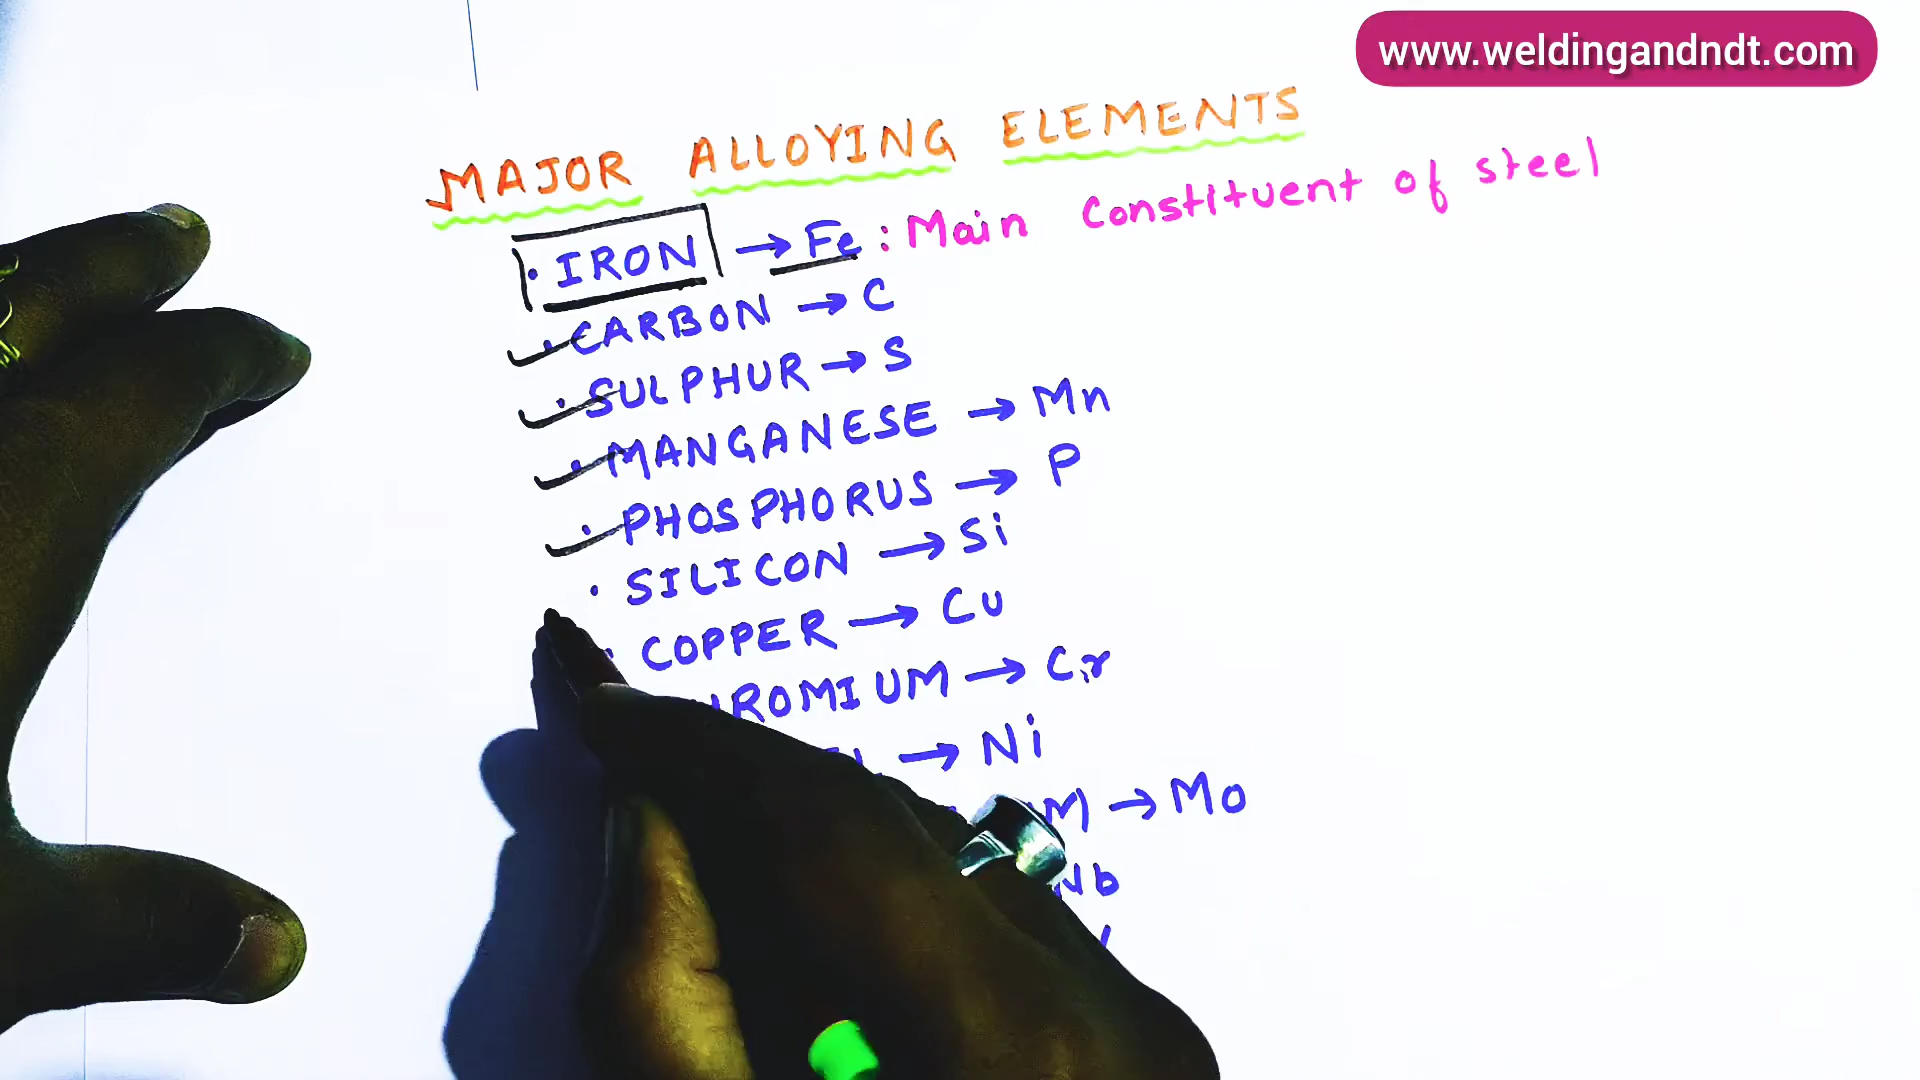 www.weldingandndt.com
MAJOR ALLOYING ELEMENTS
· IRON → Fe : Main constituent of steel
· CARBON → C
· SULPHUR → S
· MANGANESE → Mn
· PHOSPHORUS → P
· SILICON → Si
· COPPER → Cu
→ Cr
→ Ni
→ Mo
Nb